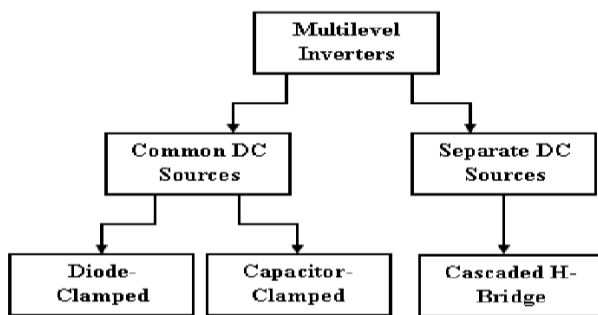 Multilevel
Inverters
Common DC
Sources
Separate DC
Sources
Diode-
Clamped
Capacitor-
Clamped
Cascaded H-
Bridge